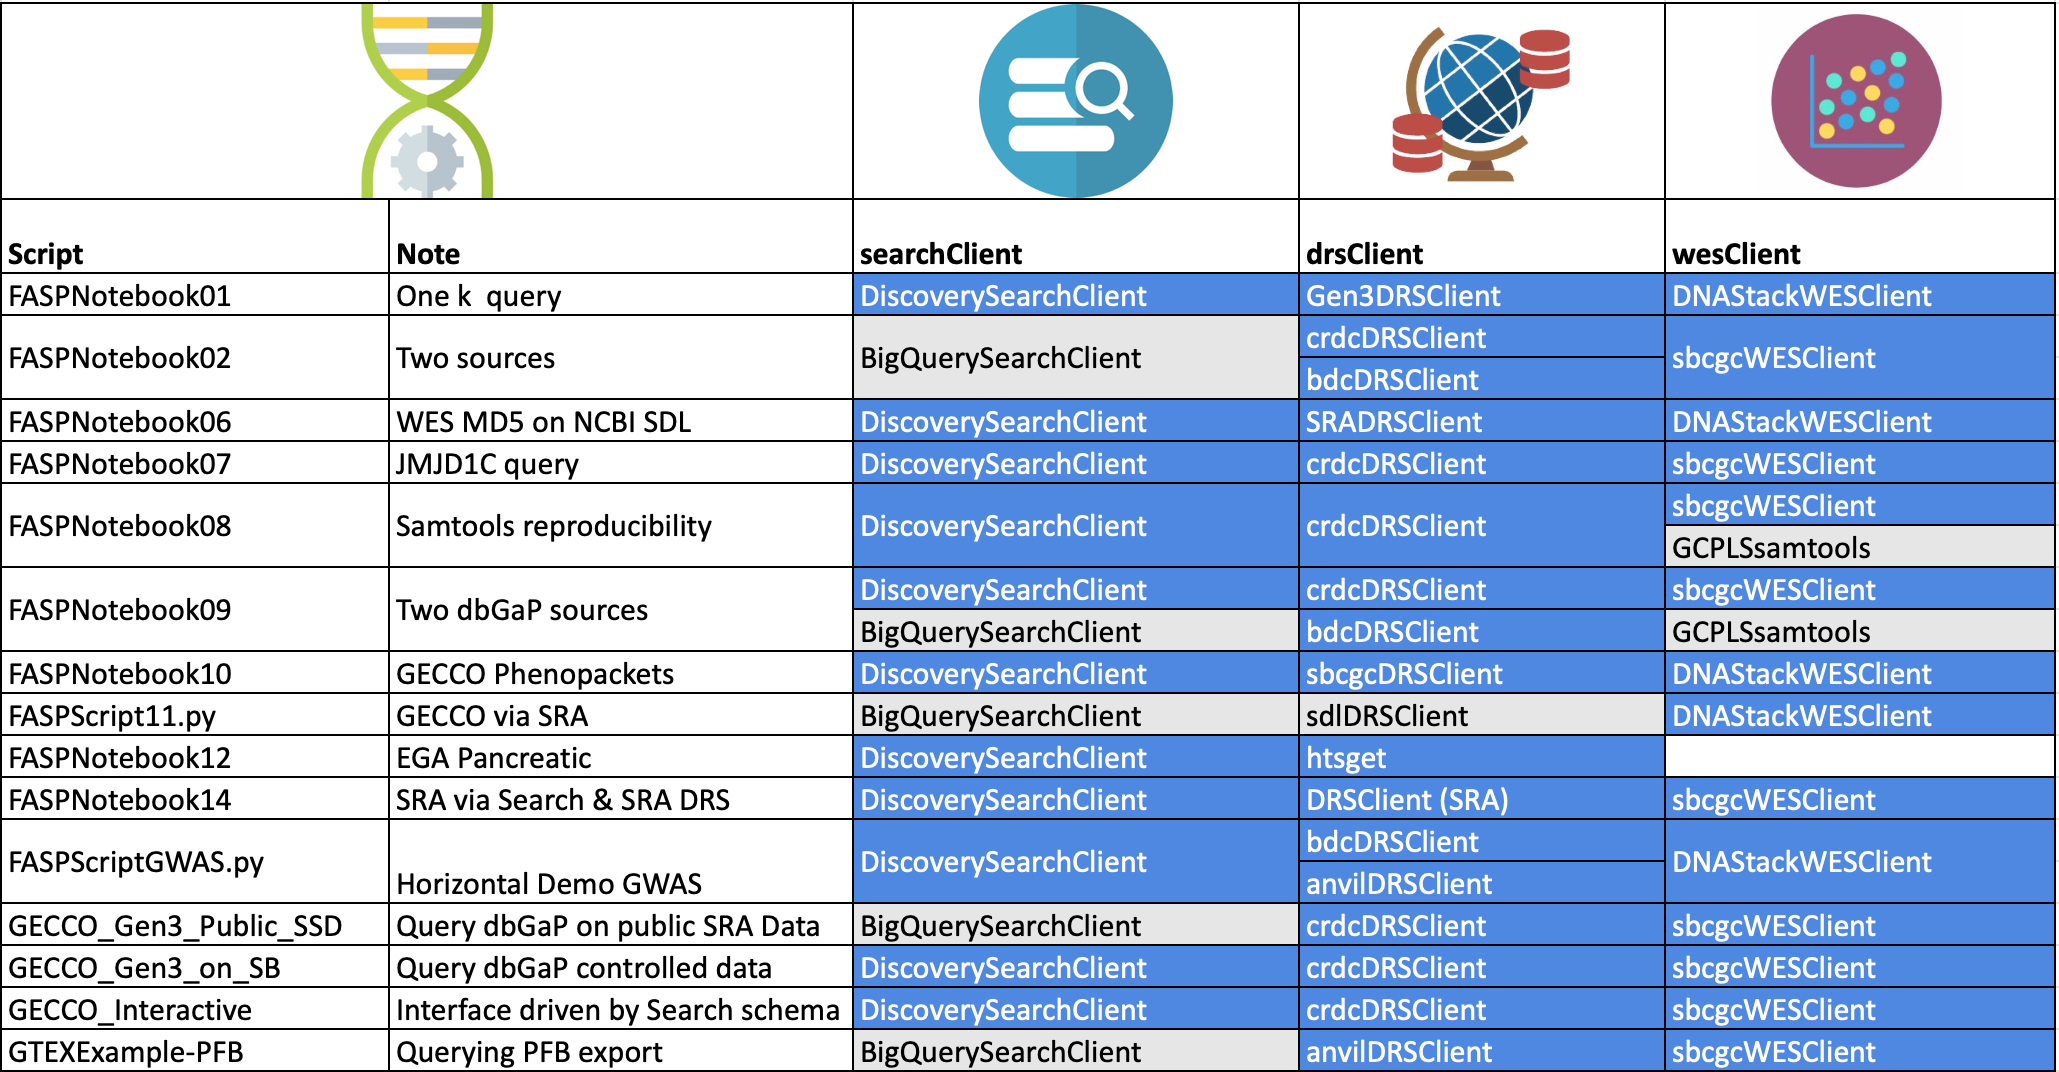 Script Note searchClient drsClient wesClient
FASPNotebook01 One k  query DiscoverySearchClient Gen3DRSClient DNAStackWESClient
FASPNotebook02 Two sources BigQuerySearchClient crdcDRSClient sbcgcWESClient
bdcDRSClient
FASPNotebook06 WES MD5 on NCBI SDL DiscoverySearchClient SRADRSClient DNAStackWESClient
FASPNotebook07 JMJD1C query DiscoverySearchClient crdcDRSClient sbcgcWESClient
FASPNotebook08 Samtools reproducibility DiscoverySearchClient crdcDRSClient sbcgcWESClient
GCPLSsamtools
FASPNotebook09 Two dbGaP sources DiscoverySearchClient crdcDRSClient sbcgcWESClient
BigQuerySearchClient bdcDRSClient GCPLSsamtools
FASPNotebook10 GECCO Phenopackets DiscoverySearchClient sbcgcDRSClient DNAStackWESClient
FASPScript11.py GECCO via SRA BigQuerySearchClient sdlDRSClient DNAStackWESClient
FASPNotebook12 EGA Pancreatic DiscoverySearchClient htsget
FASPNotebook14 SRA via Search & SRA DRS DiscoverySearchClient DRSClient (SRA) sbcgcWESClient
FASPScriptGWAS.py Horizontal Demo GWAS DiscoverySearchClient bdcDRSClient DNAStackWESClient
anvilDRSClient
GECCO_Gen3_Public_SSD Query dbGaP on public SRA Data BigQuerySearchClient crdcDRSClient sbcgcWESClient
GECCO_Gen3_on_SB Query dbGaP controlled data DiscoverySearchClient crdcDRSClient sbcgcWESClient
GECCO_Interactive Interface driven by Search schema DiscoverySearchClient crdcDRSClient sbcgcWESClient
GTEXExample-PFB Querying PFB export BigQuerySearchClient anvilDRSClient sbcgcWESClient